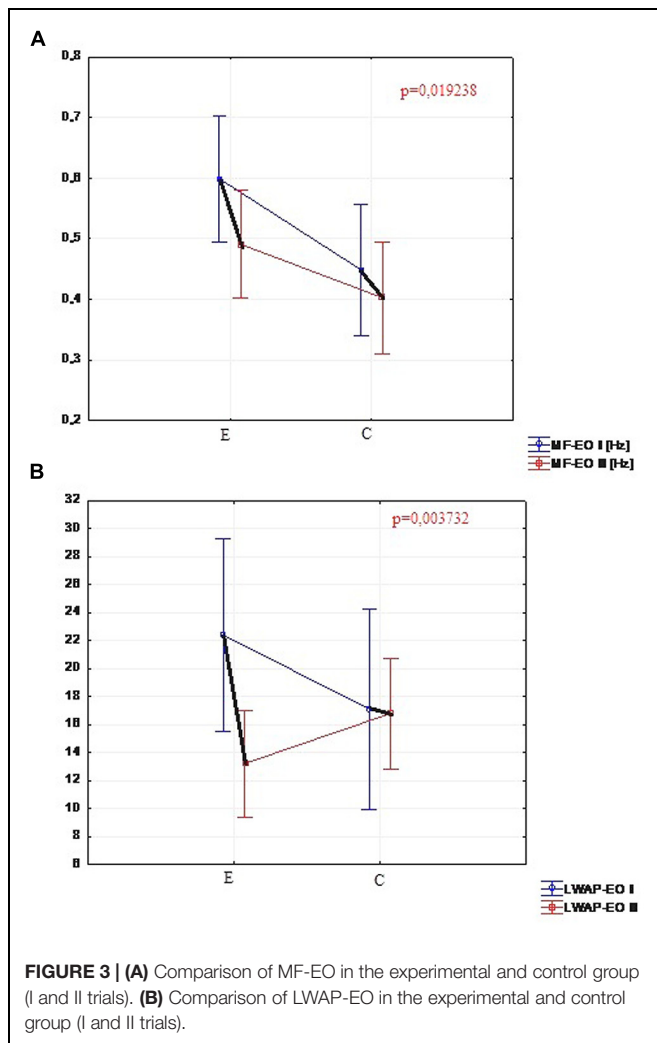 A
0,8
0,7
0,6
0,5
0,4
0,3
0,2
p=0,019238
E C
MF-EO I [Hz]
MF-EO II [Hz]
B
32
30
28
26
24
22
20
18
16
14
12
10
8
6
p=0,003732
E C
LWAP-EO I
LWAP-EO II
FIGURE 3 | (A) Comparison of MF-EO in the experimental and control group
(I and II trials). (B) Comparison of LWAP-EO in the experimental and control
group (I and II trials).